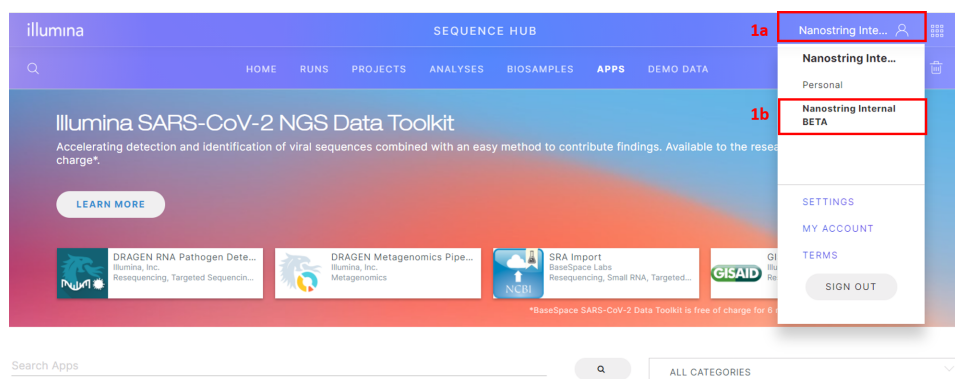 illumına
SEQUENCE HUB
1a
Nanostring Inte...
HOME RUNS PROJECTS ANALYSES BIOSAMPLES APPS DEMO DATA
Nanostring Inte...
Personal
1b
Nanostring Internal
BETA
SETTINGS
MY ACCOUNT
TERMS
SIGN OUT
Illumina SARS-CoV-2 NGS Data Toolkit
Accelerating detection and identification of viral sequences combined with an easy method to contribute findings. Available to the resea
charge*.
LEARN MORE
DRAGEN RNA Pathogen Dete...
Illumina, Inc.
Resequencing, Targeted Sequencin...
DRAGEN Metagenomics Pipe...
Illumina, Inc.
Metagenomics
NCBI
SRA Import
BaseSpace Labs
Resequencing, Small RNA, Targeted...
GISAID
GI
Illu
Re
*BaseSpace SARS-CoV-2 Data Toolkit is free of charge for 6
Search Apps
ALL CATEGORIES